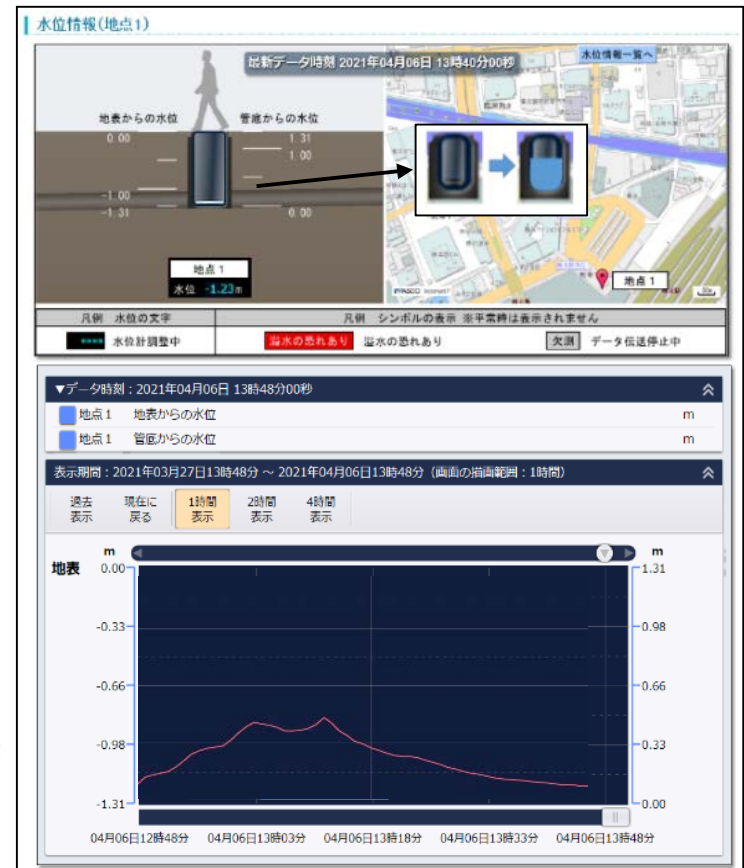 水位情報(地点1)
最新データ時刻 2021年04月06日 13時40分00秒
水位情報一覧へ
地表からの水位 管底からの水位
0.00 1.31
1.00
-1.00
-1.31 0.00
地点1
水位 -1.23m
地点1
凡例 水位の文字 凡例 シンボルの表示 ※平常時は表示されません
**** 水位計調整中 溢水の恐れあり 溢水の恐れあり 欠測 データ伝送停止中
▼データ時刻:2021年04月06日 13時48分00秒
地点1 地表からの水位 m
地点1 管底からの水位 m
表示期間:2021年03月27日13時48分 ~ 2021年04月06日13時48分(画面の描画範囲:1時間)
過去 現在に 1時間 2時間 4時間
表示 戻る 表示 表示 表示
m m
地表 0.00 1.31
-0.33 0.98
-0.66 0.66
-0.98 0.33
-1.31 0.00
04月06日12時48分 04月06日13時03分 04月06日13時18分 04月06日13時33分 04月06日13時48分